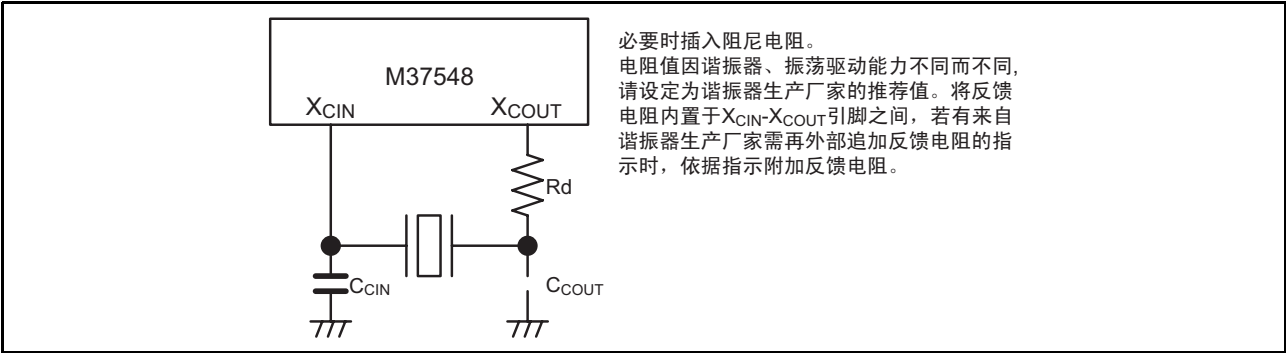 M37548
XCIN
XCOUT
Rd
CCIN
CCOUT
必要时插入阻尼电阻。
电阻值因谐振器、振荡驱动能力不同而不同,
请设定为谐振器生产厂家的推荐值。将反馈
电阻内置于XCIN-XCOUT引脚之间，若有来自
谐振器生产厂家需再外部追加反馈电阻的指
示时，依据指示附加反馈电阻。